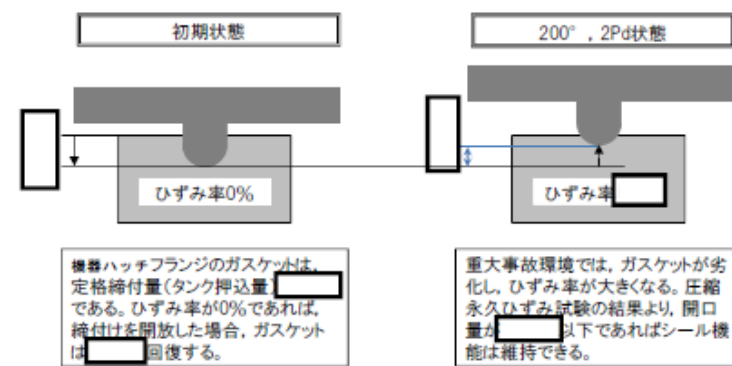 初期状態
200°，2Pd状態
ひずみ率0%
ひずみ率
機器ハッチフランジのガスケットは，
定格締付量(タンク押込量)
である。ひずみ率が0%であれば，
締付けを開放した場合，ガスケット
は 回復する。
重大事故環境では，ガスケットが劣
化し，ひずみ率が大きくなる。圧縮
永久ひずみ試験の結果より，開口
量が 以下であればシール機
能は維持できる。